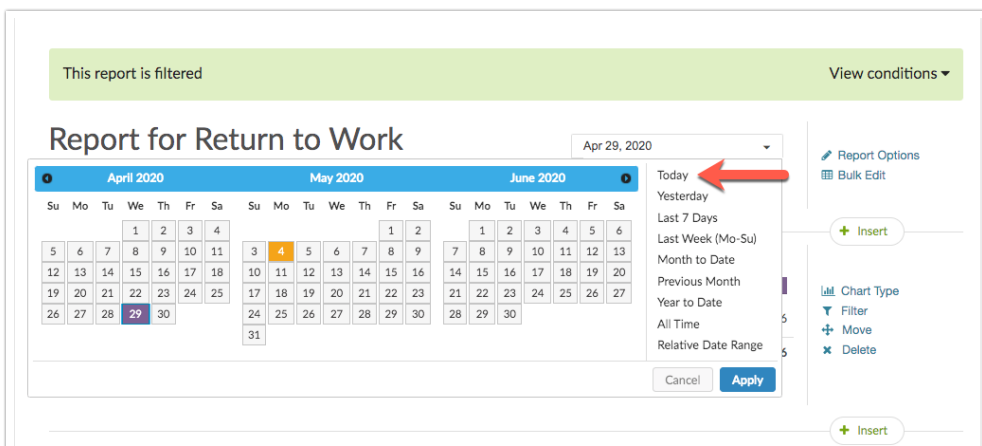 This report is filtered View conditions
Report for Return to Work
Apr 29, 2020
Report Options
Bulk Edit
April 2020 May 2020 June 2020
Su Mo Tu We Th Fr Sa Su Mo Tu We Th Fr Sa Su Mo Tu We Th Fr Sa
1 2 3 4 1 2 1 2 3 4 5 6
5 6 7 8 9 10 11 3 4 5 6 7 8 9 7 8 9 10 11 12 13
12 13 14 15 16 17 18 10 11 12 13 14 15 16 14 15 16 17 18 19 20
19 20 21 22 23 24 25 17 18 19 20 21 22 23 21 22 23 24 25 26 27
26 27 28 29 30 24 25 26 27 28 29 30 28 29 30
31
Today
Yesterday
Last 7 Days
Last Week (Mo-Su)
Month to Date
Previous Month
Year to Date
All Time
Relative Date Range
Cancel Apply
Insert
Chart Type
Filter
Move
Delete
Insert